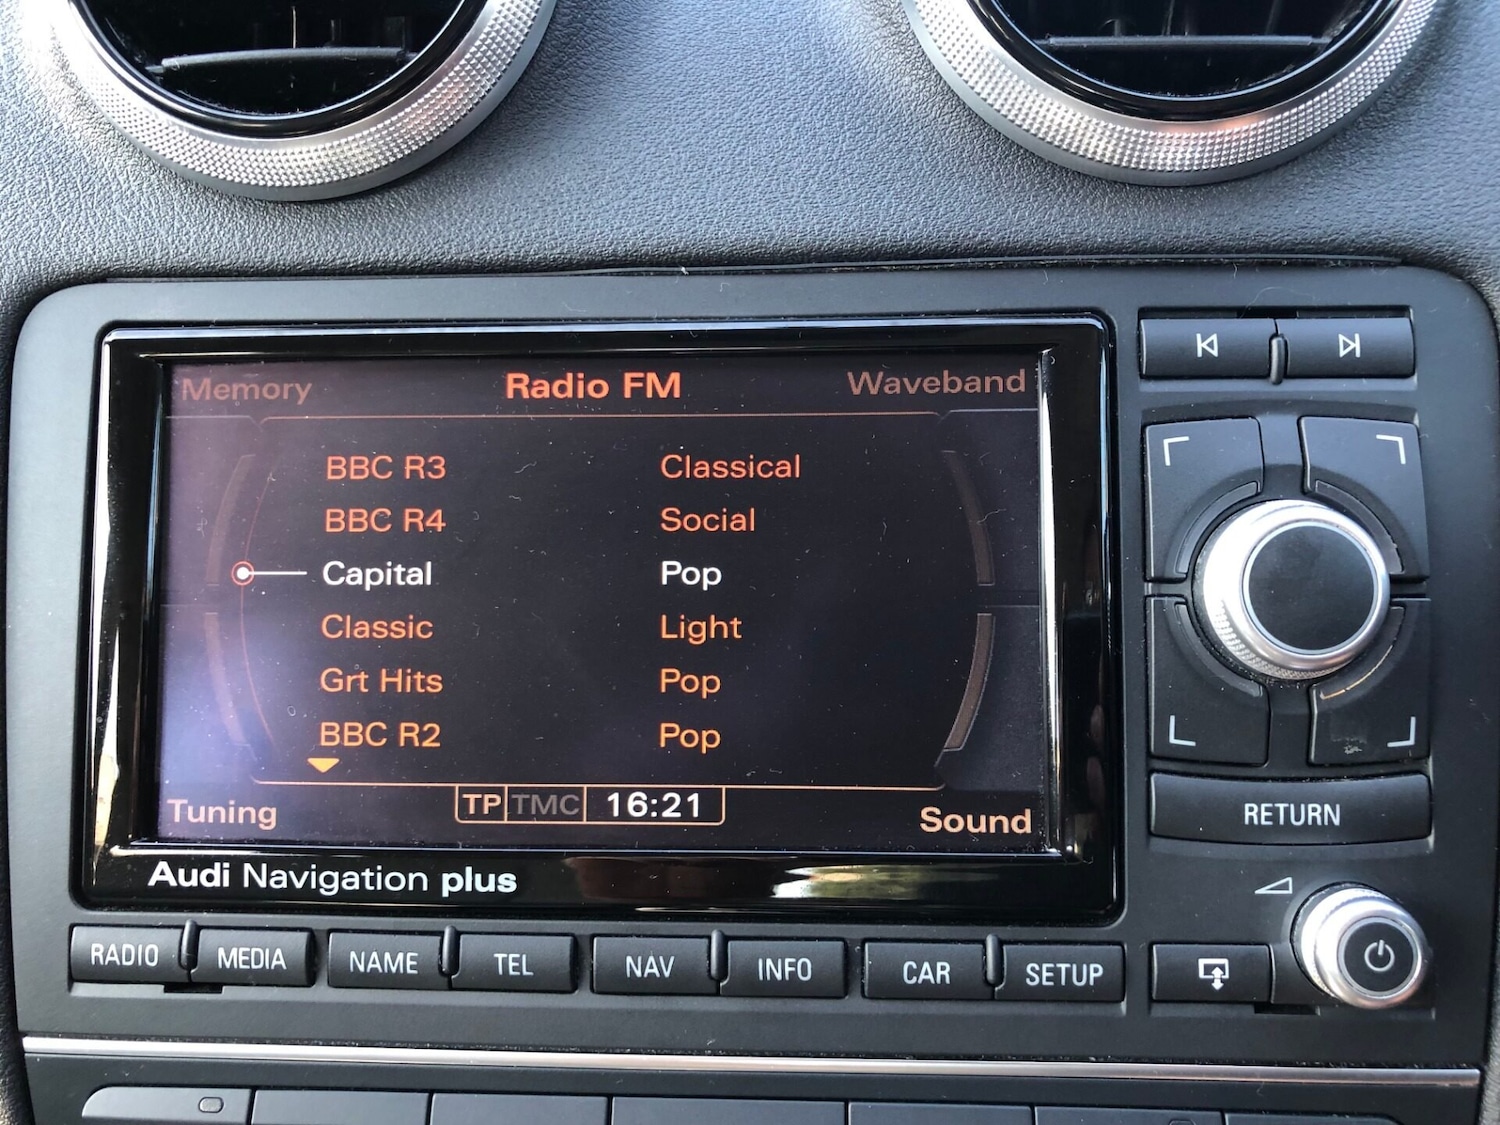 Memory Radio FM Waveband
BBC R3 Classical
BBC R4 Social
Capital Pop
Classic Light
Grt Hits Pop
BBC R2 Pop
Tuning TP TMC 16:21 Sound
Audi Navigation plus
RETURN
RADIO MEDIA NAME TEL NAV INFO CAR SETUP